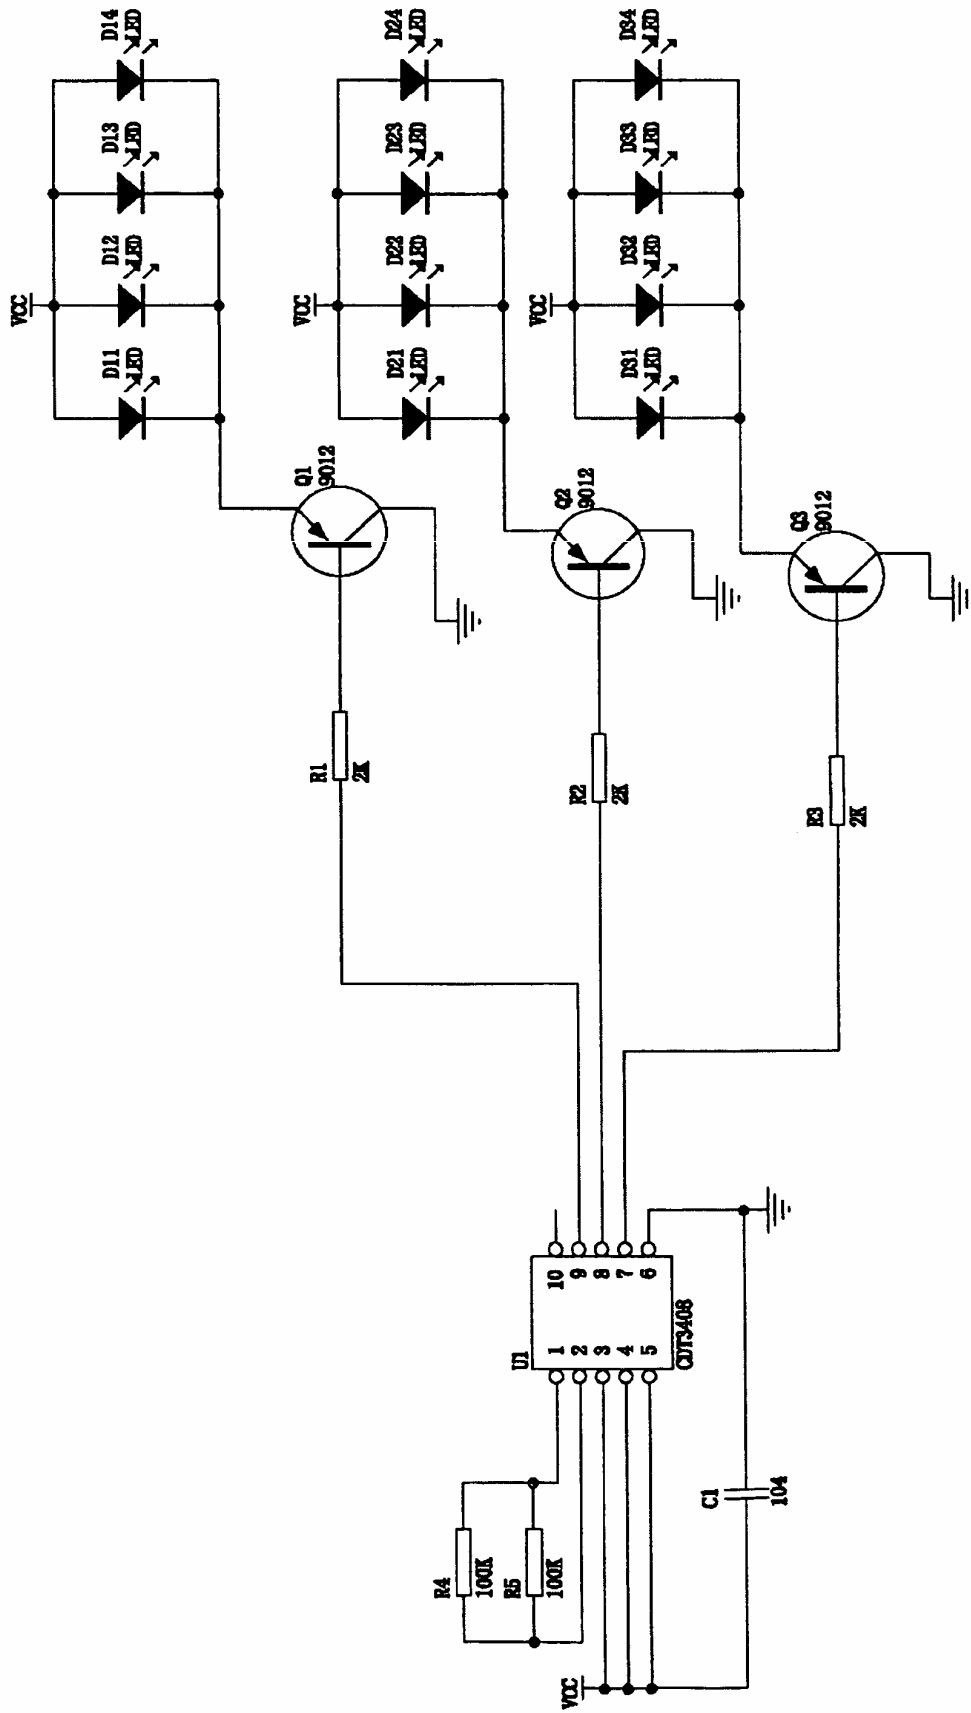 VCC
D11
LED
D12
LED
D13
LED
D14
LED
VCC
D21
LED
D22
LED
D23
LED
D24
LED
VCC
D31
LED
D32
LED
D33
LED
D34
LED
Q1
9012
Q2
9012
Q3
9012
R1
2K
R2
2K
R3
2K
R4
100K
R5
100K
U1
1
2
3
4
5
10
9
8
7
6
CDT3408
C1
104
VCC